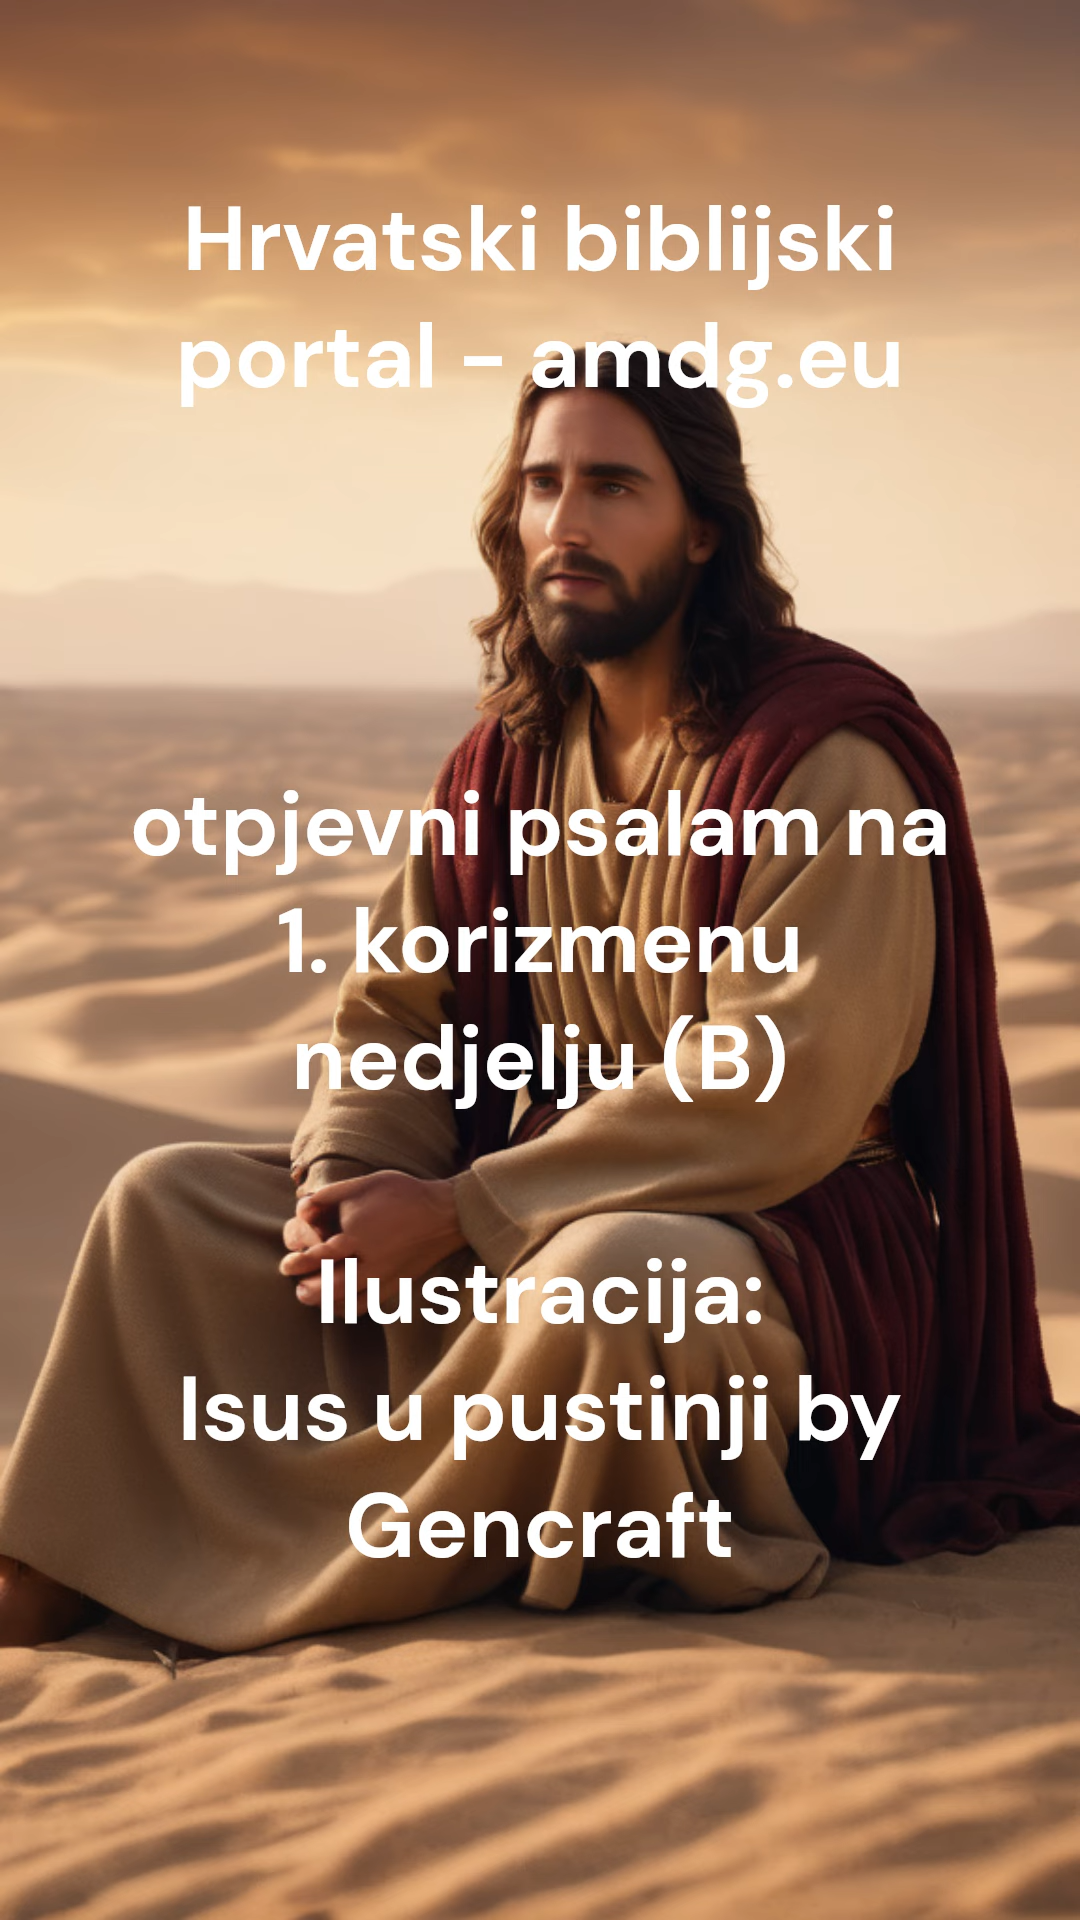 Hrvatski biblijski
portal - amdg.eu
otpjevni psalam na
1. korizmenu
nedjelju (B)
Ilustracija:
Isus u pustinji by
Gencraft